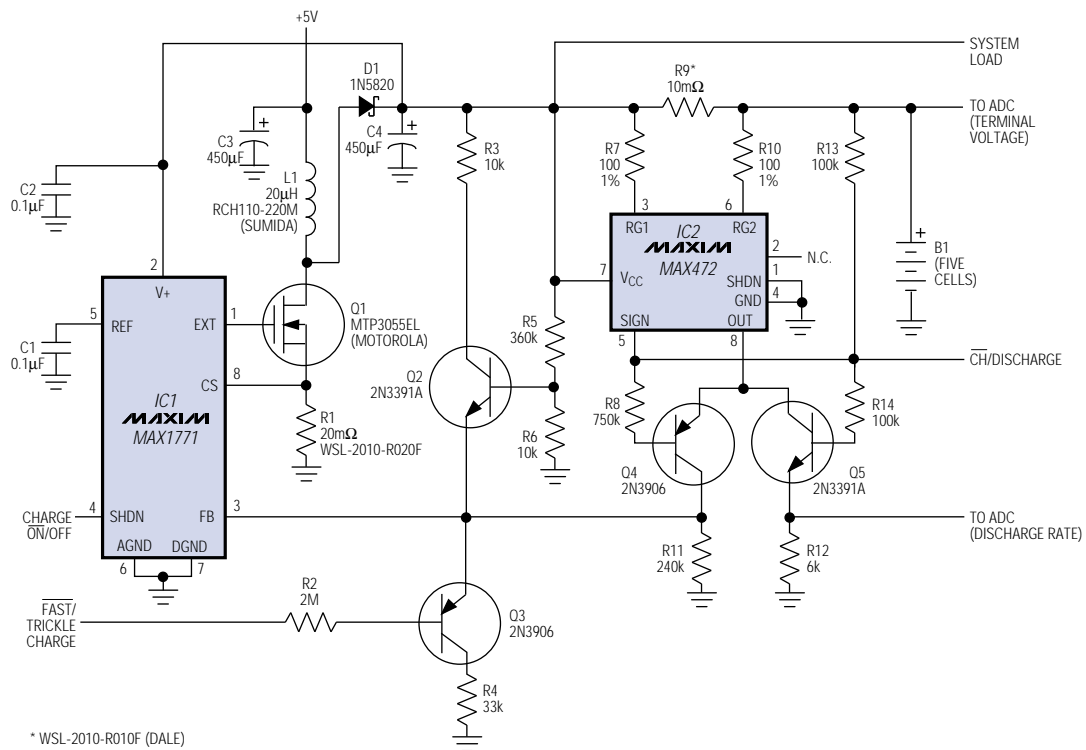 +5V
SYSTEM
LOAD
D1
1N5820
R9*
10mΩ
TO ADC
(TERMINAL
VOLTAGE)
C3
450µF
+
C4
450µF
+
R3
10k
R7
100
1%
R10
100
1%
R13
100k
C2
0.1µF
L1
20µH
RCH110-220M
(SUMIDA)
3
6
RG1
IC2
RG2
MAXIM
MAX472
2
N.C.
7
VCC
SHDN
1
GND
4
SIGN
OUT
5
8
+
B1
(FIVE
CELLS)
2
V+
5
REF
EXT
1
Q1
MTP3055EL
(MOTOROLA)
R5
360k
C1
0.1µF
CS
8
CH/DISCHARGE
IC1
MAXIM
MAX1771
R1
20mΩ
WSL-2010-R020F
Q2
2N3391A
R6
10k
R8
750k
R14
100k
Q4
2N3906
Q5
2N3391A
CHARGE
ON/OFF
4
SHDN
FB
3
AGND
DGND
6
7
R11
240k
R12
6k
TO ADC
(DISCHARGE RATE)
FAST/
TRICKLE
CHARGE
R2
2M
Q3
2N3906
R4
33k
* WSL-2010-R010F (DALE)